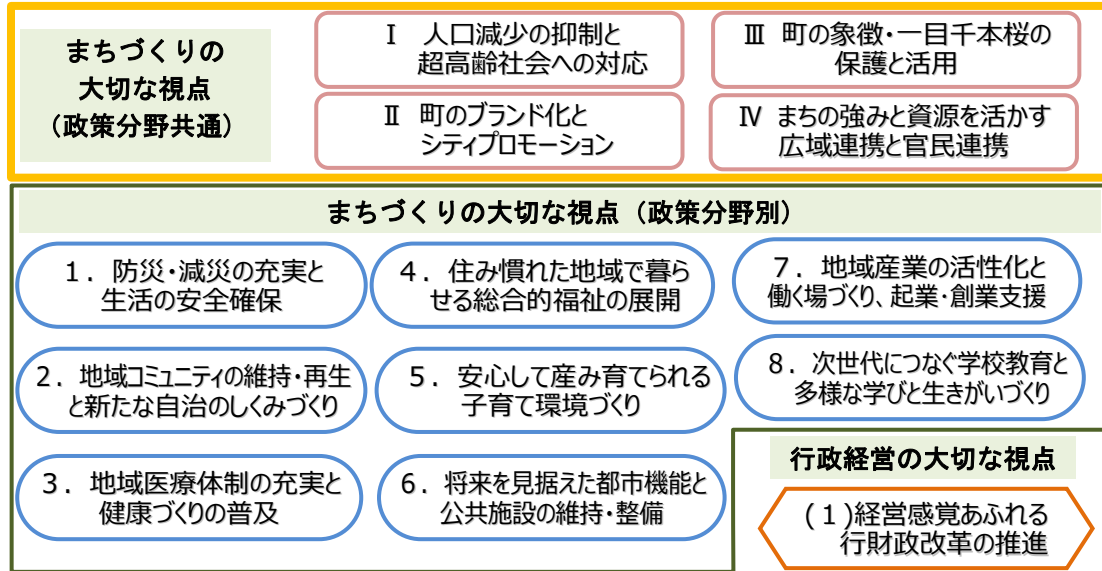 まちづくりの
大切な視点
（政策分野共通）
Ⅰ 人口減少の抑制と
超高齢社会への対応
Ⅱ 町のブランド化と
シティプロモーション
Ⅲ 町の象徴・一目千本桜の
保護と活用
Ⅳ まちの強みと資源を活かす
広域連携と官民連携
まちづくりの大切な視点（政策分野別）
１．防災・減災の充実と
生活の安全確保
２．地域コミュニティの維持・再生
と新たな自治のしくみづくり
３．地域医療体制の充実と
健康づくりの普及
４．住み慣れた地域で暮ら
せる総合的福祉の展開
５．安心して産み育てられる
子育て環境づくり
６．将来を見据えた都市機能と
公共施設の維持・整備
７．地域産業の活性化と
働く場づくり、起業・創業支援
８．次世代につなぐ学校教育と
多様な学びと生きがいづくり
行政経営の大切な視点
(１)経営感覚あふれる
行財政改革の推進